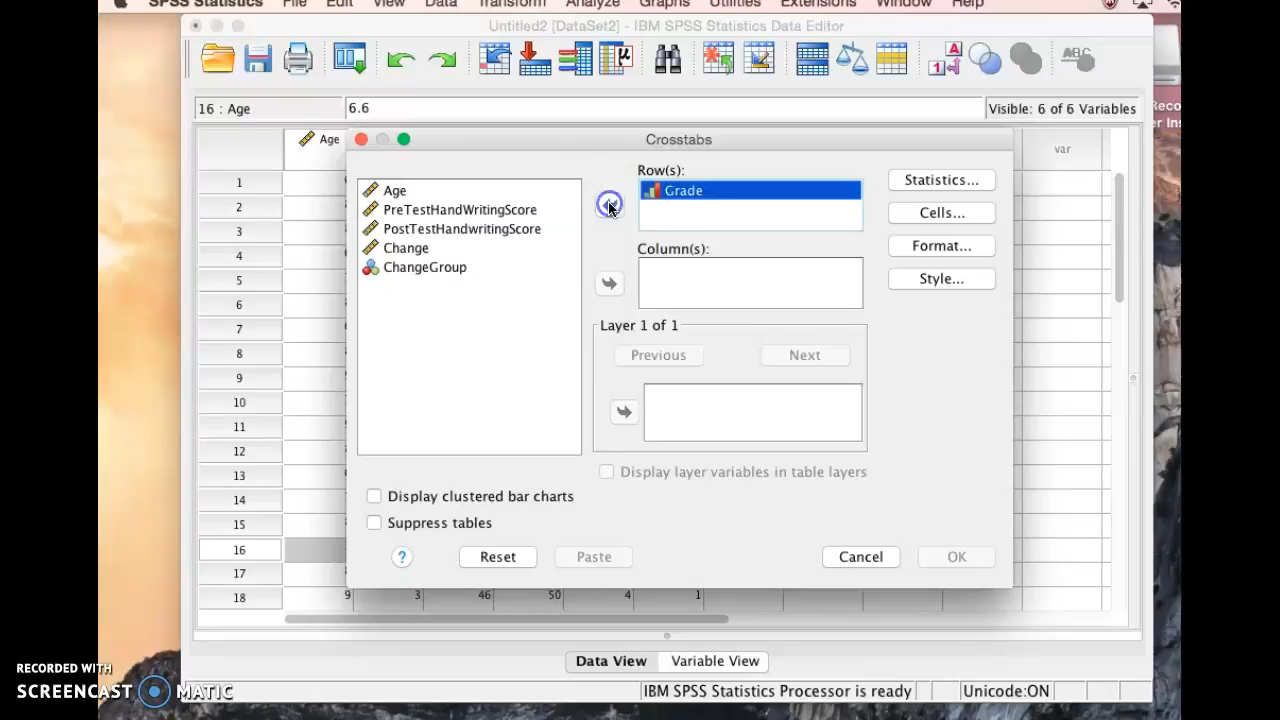 SPSS Statistics File Edit View Data Transform Analyze Graphs Utilities Extensions Window Help
Untitled2 [DataSet2] - IBM SPSS Statistics Data Editor
16 : Age 6.6 Visible: 6 of 6 Variables
Age
var
Crosstabs
Age
PreTestHandWritingScore
PostTestHandwritingScore
Change
ChangeGroup
Row(s):
Grade
Column(s):
Layer 1 of 1
Previous Next
Display layer variables in table layers
Statistics...
Cells...
Format...
Style...
Display clustered bar charts
Suppress tables
? Reset Paste Cancel OK
1
2
3
4
5
6
7
8
9
10
11
12
13
14
15
16
17
18 9 3 46 50 4 1
Data View Variable View
IBM SPSS Statistics Processor is ready Unicode:ON
RECORDED WITH
SCREENCAST MATIC